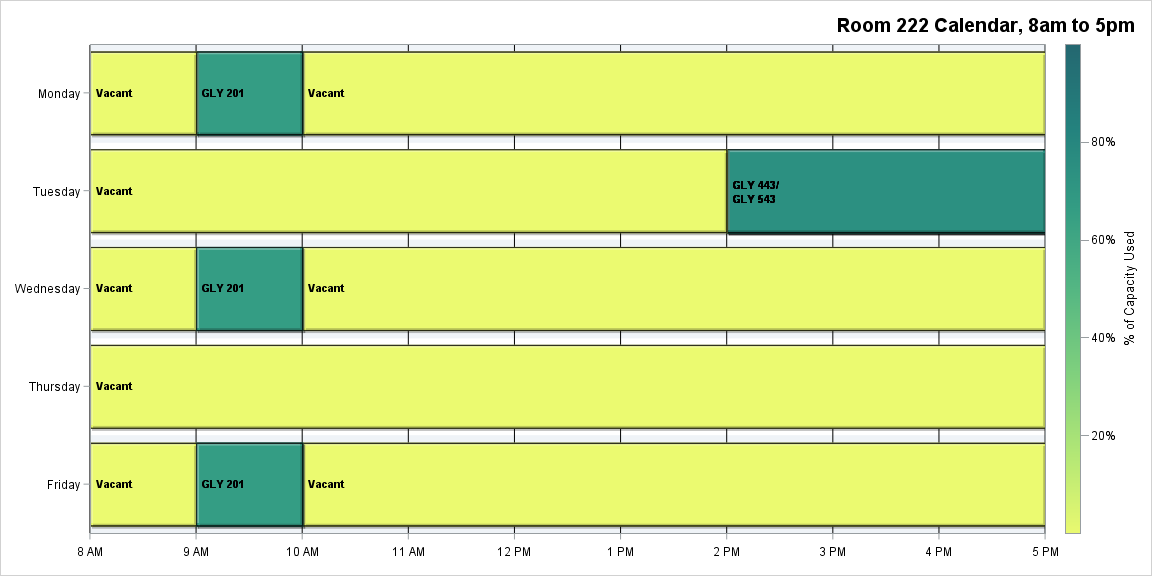 Room 222 Calendar, 8am to 5pm
Monday
Vacant
GLY 201
Vacant
Tuesday
Vacant
GLY 443/
GLY 543
Wednesday
Vacant
GLY 201
Vacant
Thursday
Vacant
Friday
Vacant
GLY 201
Vacant
8 AM
9 AM
10 AM
11 AM
12 PM
1 PM
2 PM
3 PM
4 PM
5 PM
80%
60%
40%
20%
% of Capacity Used